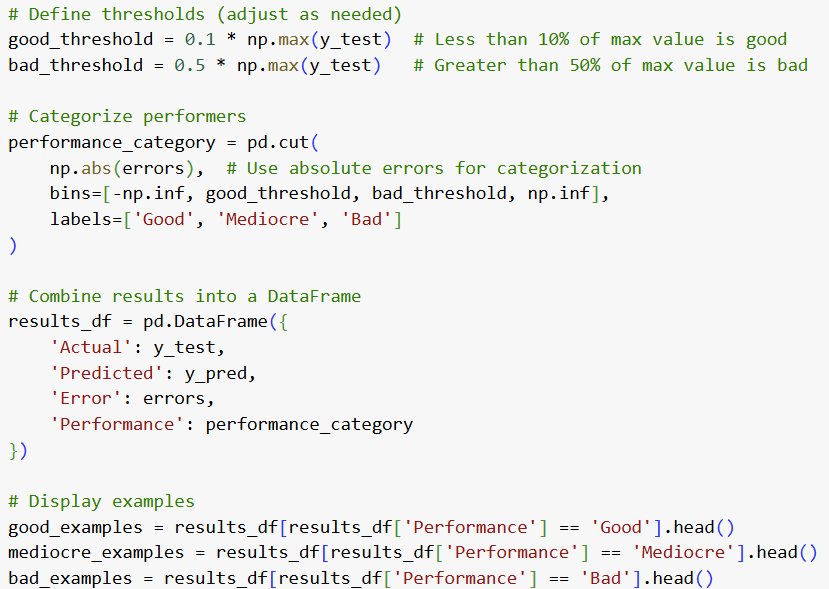 # Define thresholds (adjust as needed)
good_threshold = 0.1 * np.max(y_test)  # Less than 10% of max value is good
bad_threshold = 0.5 * np.max(y_test)   # Greater than 50% of max value is bad

# Categorize performers
performance_category = pd.cut(
    np.abs(errors),  # Use absolute errors for categorization
    bins=[-np.inf, good_threshold, bad_threshold, np.inf],
    labels=['Good', 'Mediocre', 'Bad']
)

# Combine results into a DataFrame
results_df = pd.DataFrame({
    'Actual': y_test,
    'Predicted': y_pred,
    'Error': errors,
    'Performance': performance_category
})

# Display examples
good_examples = results_df[results_df['Performance'] == 'Good'].head()
mediocre_examples = results_df[results_df['Performance'] == 'Mediocre'].head()
bad_examples = results_df[results_df['Performance'] == 'Bad'].head()